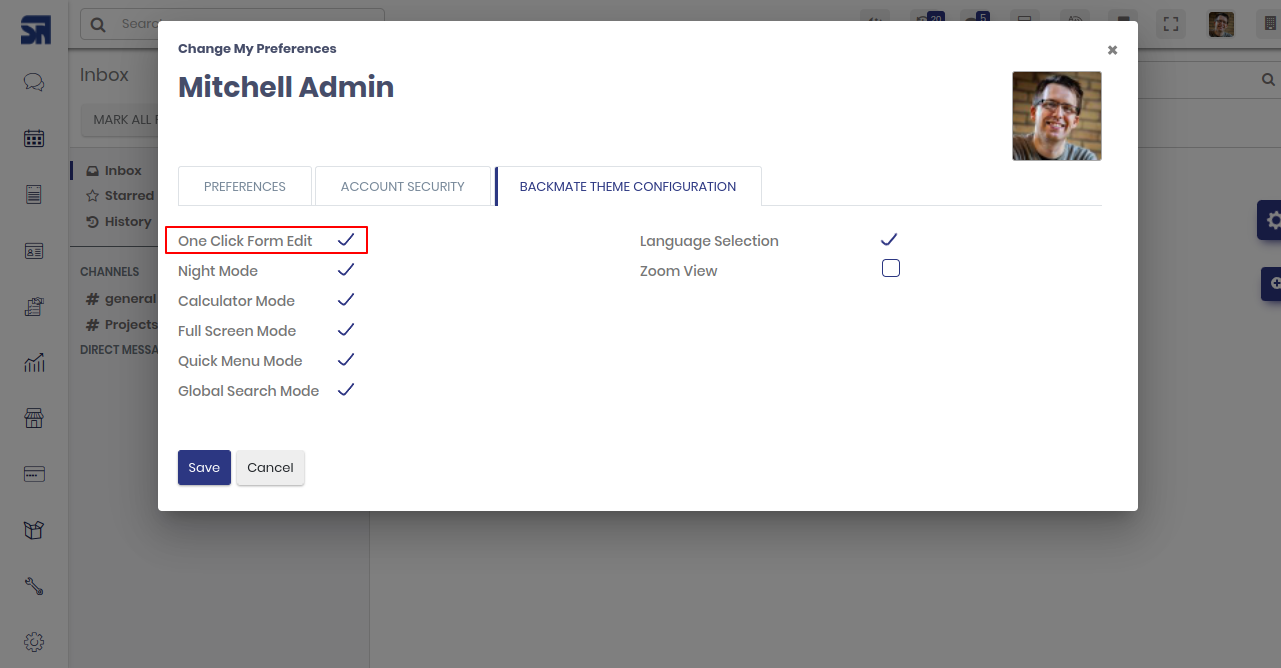 Search
20
5
Change My Preferences
Mitchell Admin
Inbox
MARK ALL
PREFERENCES
ACCOUNT SECURITY
BACKMATE THEME CONFIGURATION
Inbox
Starred
History
One Click Form Edit
Language Selection
Night Mode
Zoom View
Calculator Mode
Full Screen Mode
Quick Menu Mode
Global Search Mode
CHANNELS
# general
# Projects
DIRECT MESSA
Save
Cancel